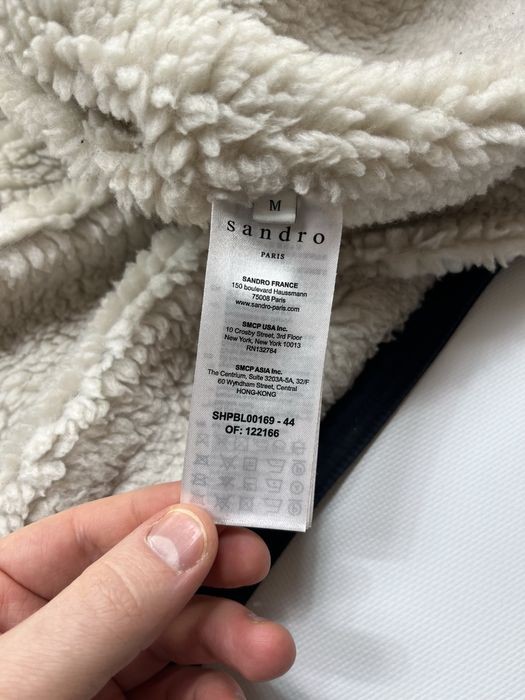 M
sandro
PARIS
SANDRO FRANCE
150 boulevard Haussmann
75008 Paris
www.sandro-paris.com
SMCP USA Inc.
10 Crosby Street, 3rd Floor
New York, New York 10013
RN132784
SMCP ASIA Inc.
The Centrium, Suite 3203A-5A, 32/F
60 Wyndham Street, Central
HONG-KONG
SHPBL00169 - 44
OF: 122166